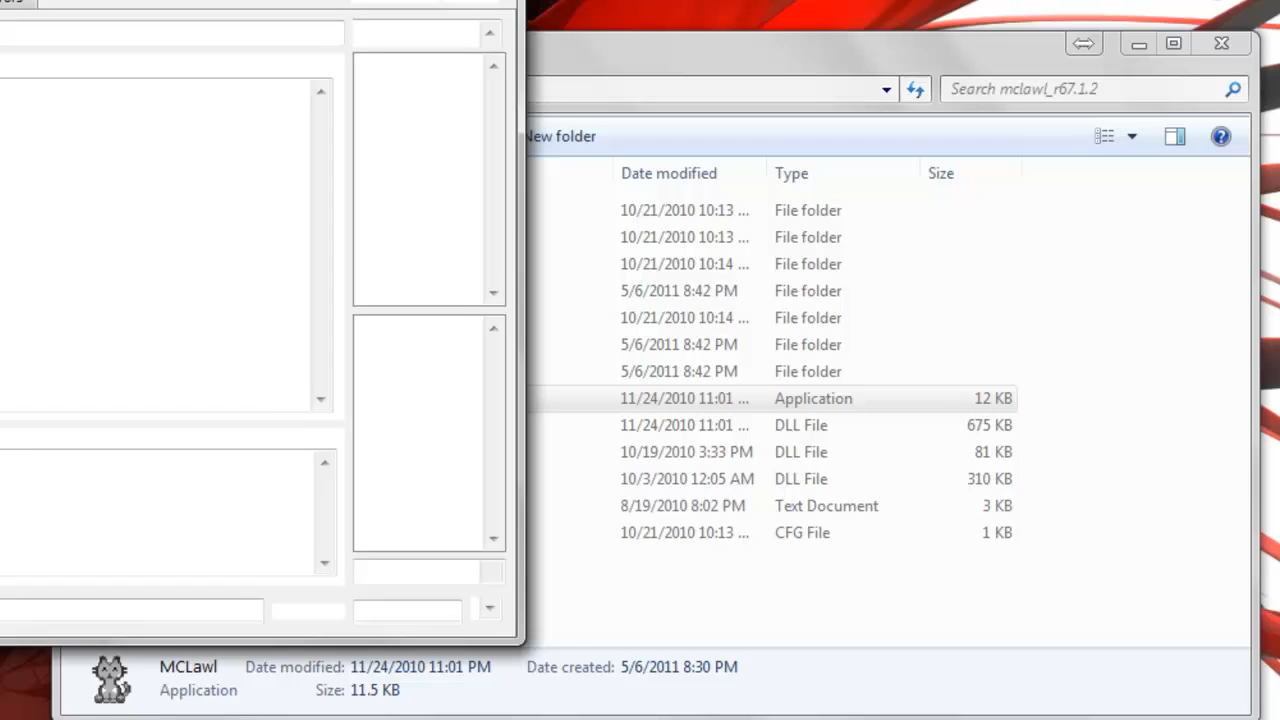 Search mclawl_r67.1.2
New folder
Date modified Type Size
10/21/2010 10:13 ... File folder
10/21/2010 10:13 ... File folder
10/21/2010 10:14 ... File folder
5/6/2011 8:42 PM File folder
10/21/2010 10:14 ... File folder
5/6/2011 8:42 PM File folder
5/6/2011 8:42 PM File folder
11/24/2010 11:01 ... Application 12 KB
11/24/2010 11:01 ... DLL File 675 KB
10/19/2010 3:33 PM DLL File 81 KB
10/3/2010 12:05 AM DLL File 310 KB
8/19/2010 8:02 PM Text Document 3 KB
10/21/2010 10:13 ... CFG File 1 KB
MCLawl Date modified: 11/24/2010 11:01 PM Date created: 5/6/2011 8:30 PM
Application Size: 11.5 KB